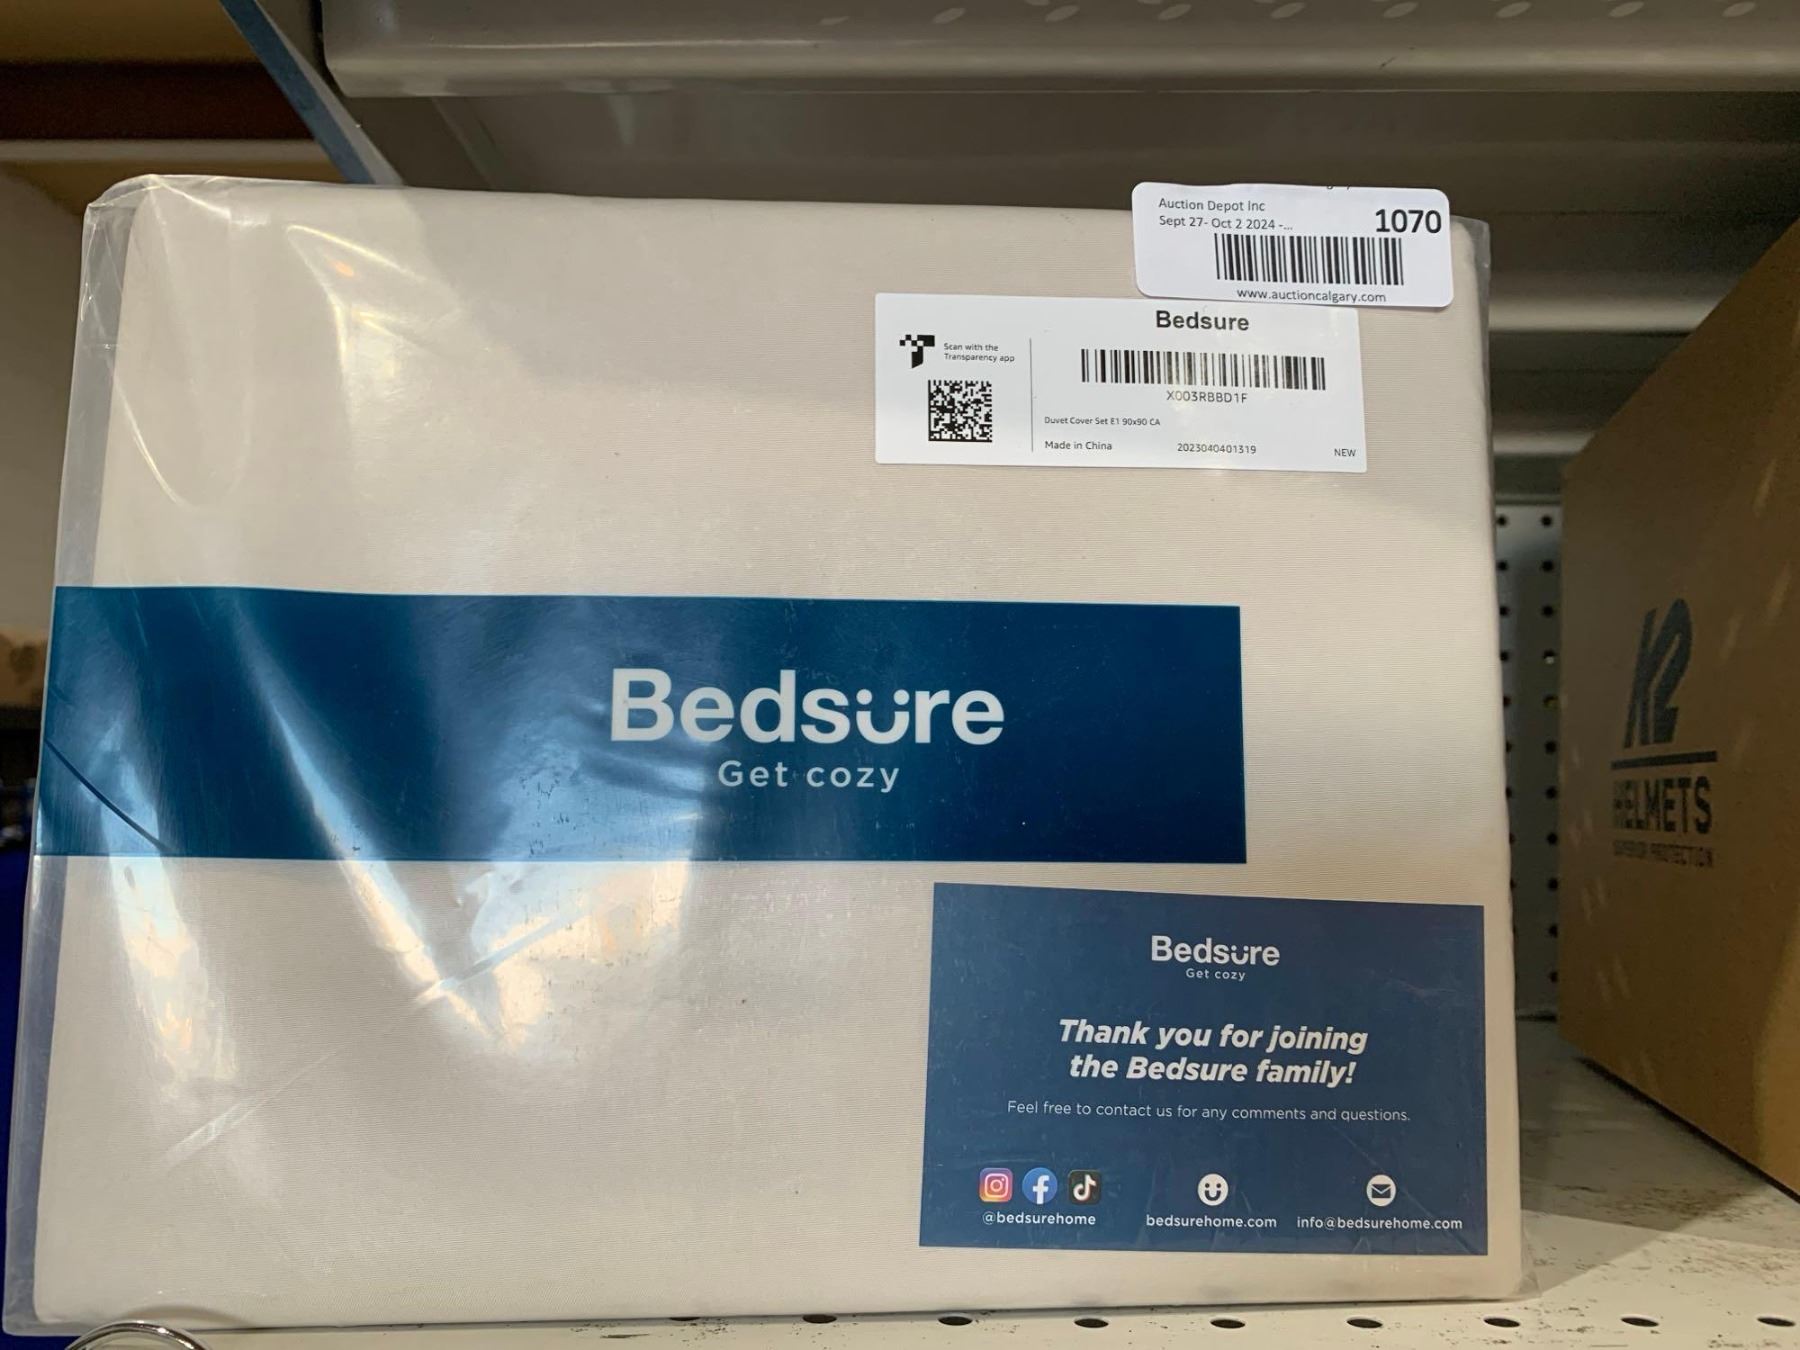 Auction Depot Inc
Sept 27- Oct 2 2024 -...
1070
www.auctioncalgary.com
Bedsure
Scan with the
Transparency app
X003RBBD1F
Duvet Cover Set E1 90x90 CA
Made in China
2023040401319
NEW
Bedsure
Get cozy
Bedsure
Get cozy
Thank you for joining
the Bedsure family!
Feel free to contact us for any comments and questions.
@bedsurehome
bedsurehome.com
info@bedsurehome.com
K2
HELMETS
SUPERIOR PROTECTION